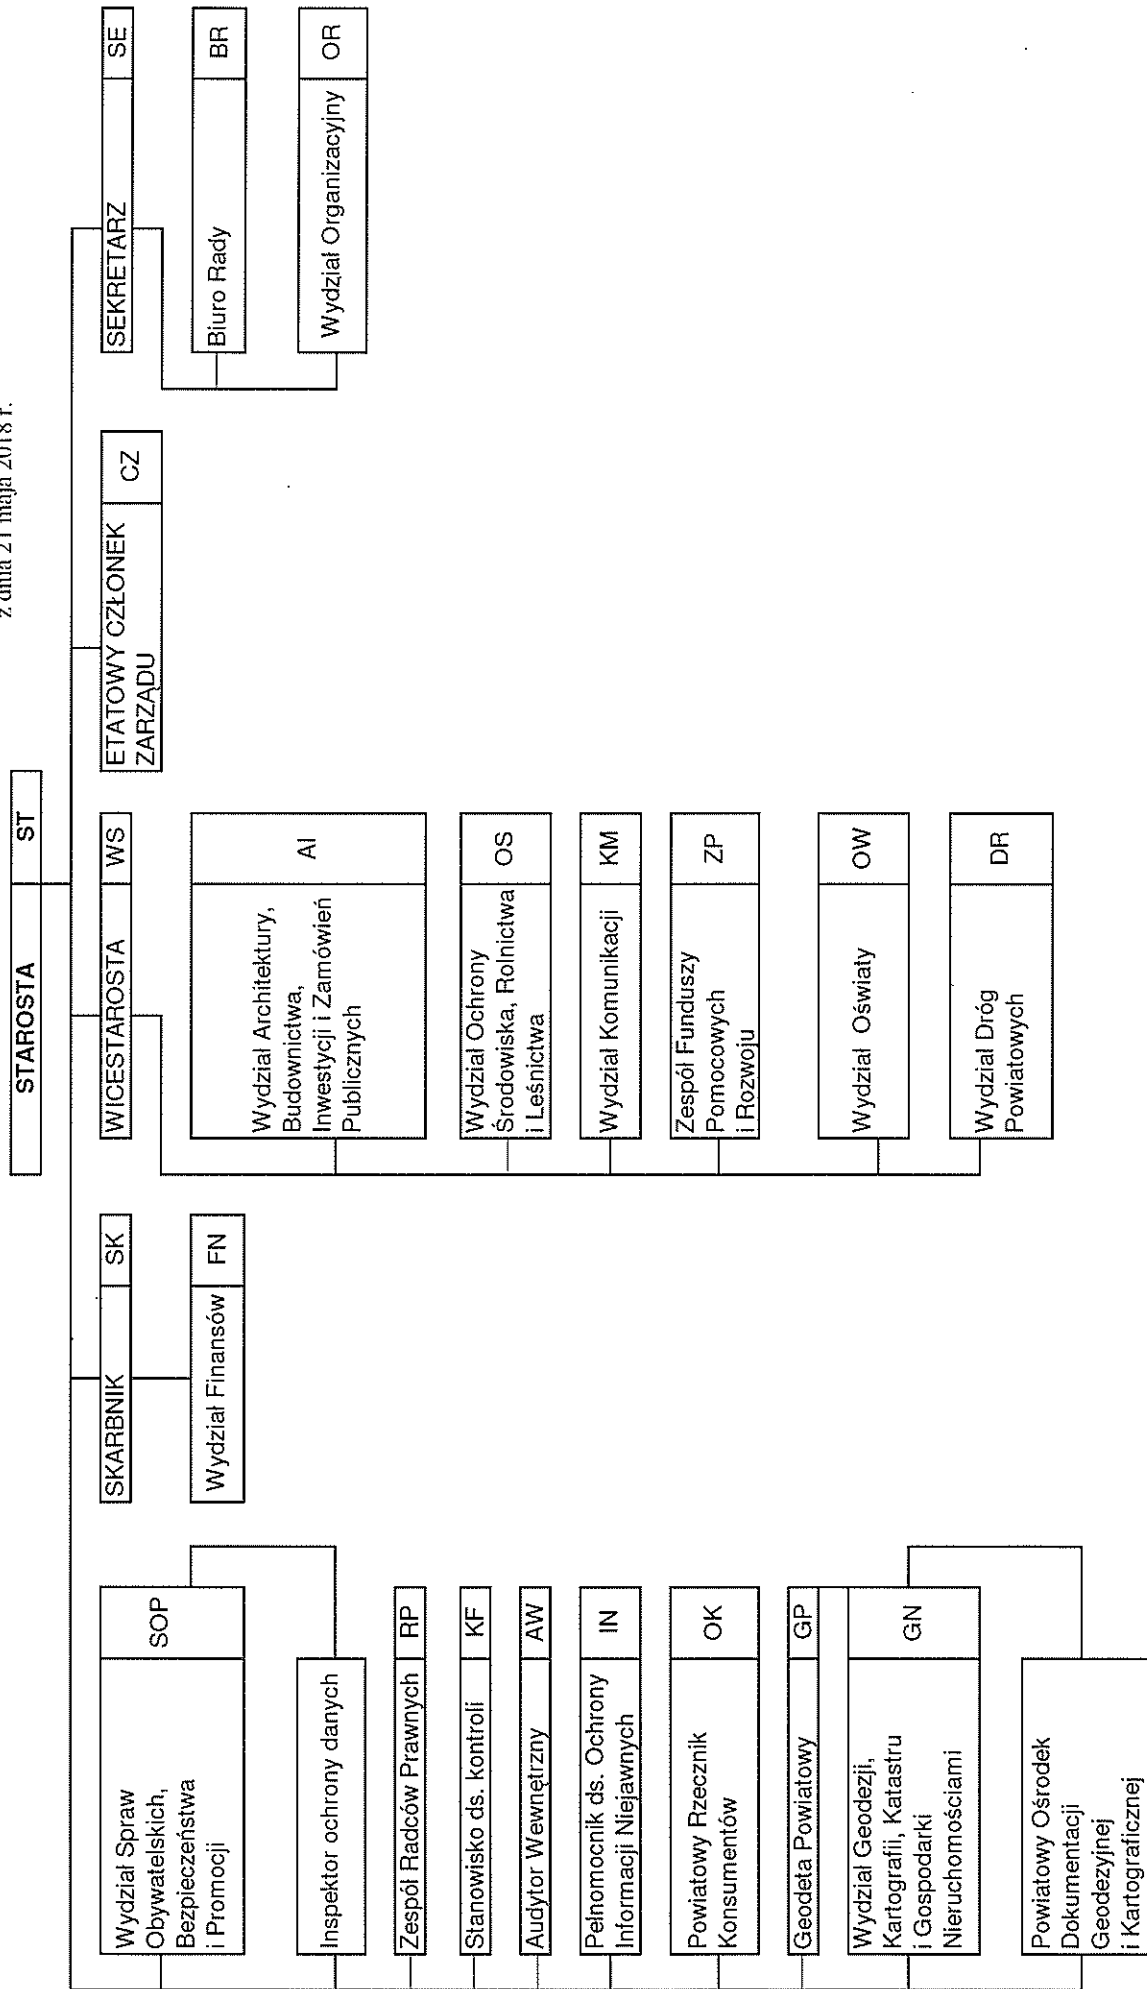 z dnia 21 maja 2018 r.
STAROSTA ST
SKARBNIK SK
WICESTAROSTA WS
ETATOWY CZŁONEK
ZARZĄDU
CZ
SEKRETARZ SE
Wydział Spraw
Obywatelskich,
Bezpieczeństwa
i Promocji
SOP
Inspektor ochrony danych
Zespół Radców Prawnych RP
Stanowisko ds. kontroli KF
Audytor Wewnętrzny AW
Pełnomocnik ds. Ochrony
Informacji Niejawnych
IN
Powiatowy Rzecznik
Konsumentów
OK
Geodeta Powiatowy GP
Wydział Geodezji,
Kartografii, Katastru
i Gospodarki
Nieruchomościami
GN
Powiatowy Ośrodek
Dokumentacji
Geodezyjnej
i Kartograficznej
Wydział Finansów FN
Wydział Architektury,
Budownictwa,
Inwestycji i Zamówień
Publicznych
AI
Wydział Ochrony
Środowiska, Rolnictwa
i Leśnictwa
OS
Wydział Komunikacji KM
Zespół Funduszy
Pomocowych
i Rozwoju
ZP
Wydział Oświaty OW
Wydział Dróg
Powiatowych
DR
Biuro Rady BR
Wydział Organizacyjny OR